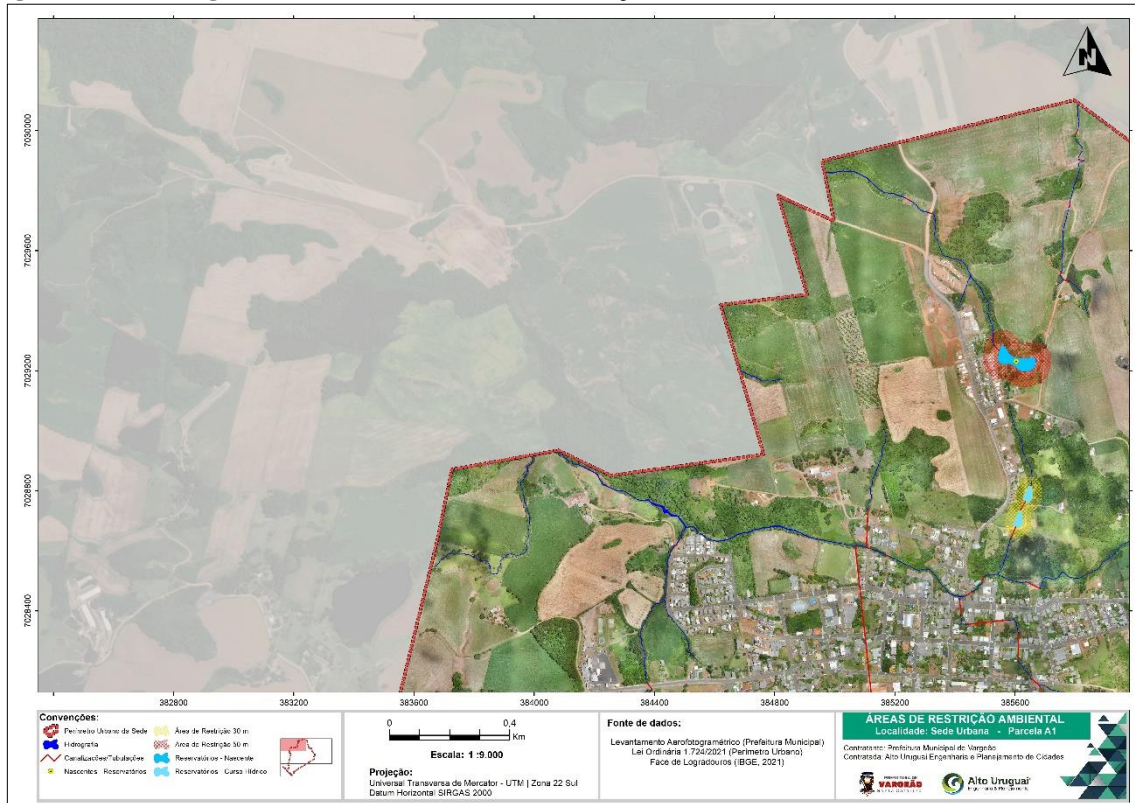 N
7030000
7029600
7029200
7028800
7028400
382800
383200
383600
384000
384400
384800
385200
385600
Convenções:
Perímetro Urbano da Sede
Hidrografia
Canalizações/Tubulações
Nascentes Reservatórios
Área de Restrição 30 m
Área de Restrição 50 m
Reservatórios - Nascente
Reservatórios Curso Hídrico
0 0,4
Km
Escala: 1 :9.000
Projeção:
Universal Transversa de Mercator - UTM | Zona 22 Sul
Datum Horizontal SIRGAS 2000
Fonte de dados:
Levantamento Aerofotogramétrico (Prefeitura Municipal)
Lei Ordinária 1.724/2021 (Perímetro Urbano)
Face de Logradouros (IBGE, 2021)
ÁREAS DE RESTRIÇÃO AMBIENTAL
Localidade: Sede Urbana - Parcela A1
Contratante: Prefeitura Municipal de Vargeão
Contratada: Alto Uruguai Engenharia e Planejamento de Cidades
VARGEÃO
Alto Uruguai